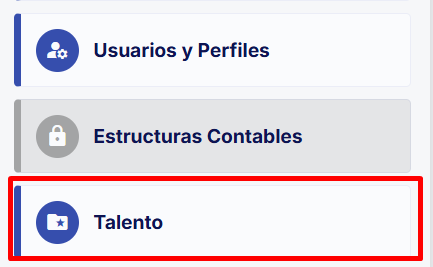 Usuarios y Perfiles
Estructuras Contables
Talento